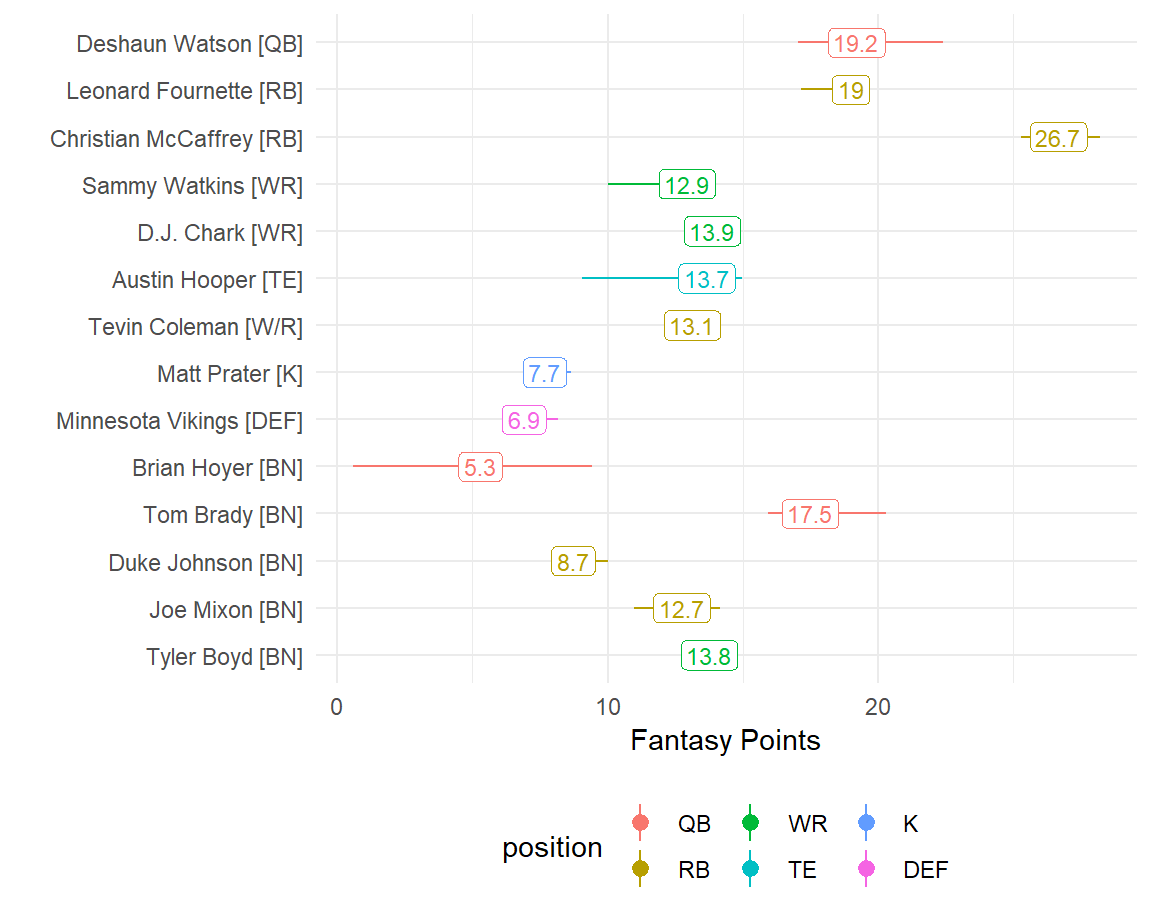 Deshaun Watson [QB] 19.2
Leonard Fournette [RB] 19
Christian McCaffrey [RB] 26.7
Sammy Watkins [WR] 12.9
D.J. Chark [WR] 13.9
Austin Hooper [TE] 13.7
Tevin Coleman [W/R] 13.1
Matt Prater [K] 7.7
Minnesota Vikings [DEF] 6.9
Brian Hoyer [BN] 5.3
Tom Brady [BN] 17.5
Duke Johnson [BN] 8.7
Joe Mixon [BN] 12.7
Tyler Boyd [BN] 13.8
0 10 20
Fantasy Points
position
QB WR K
RB TE DEF